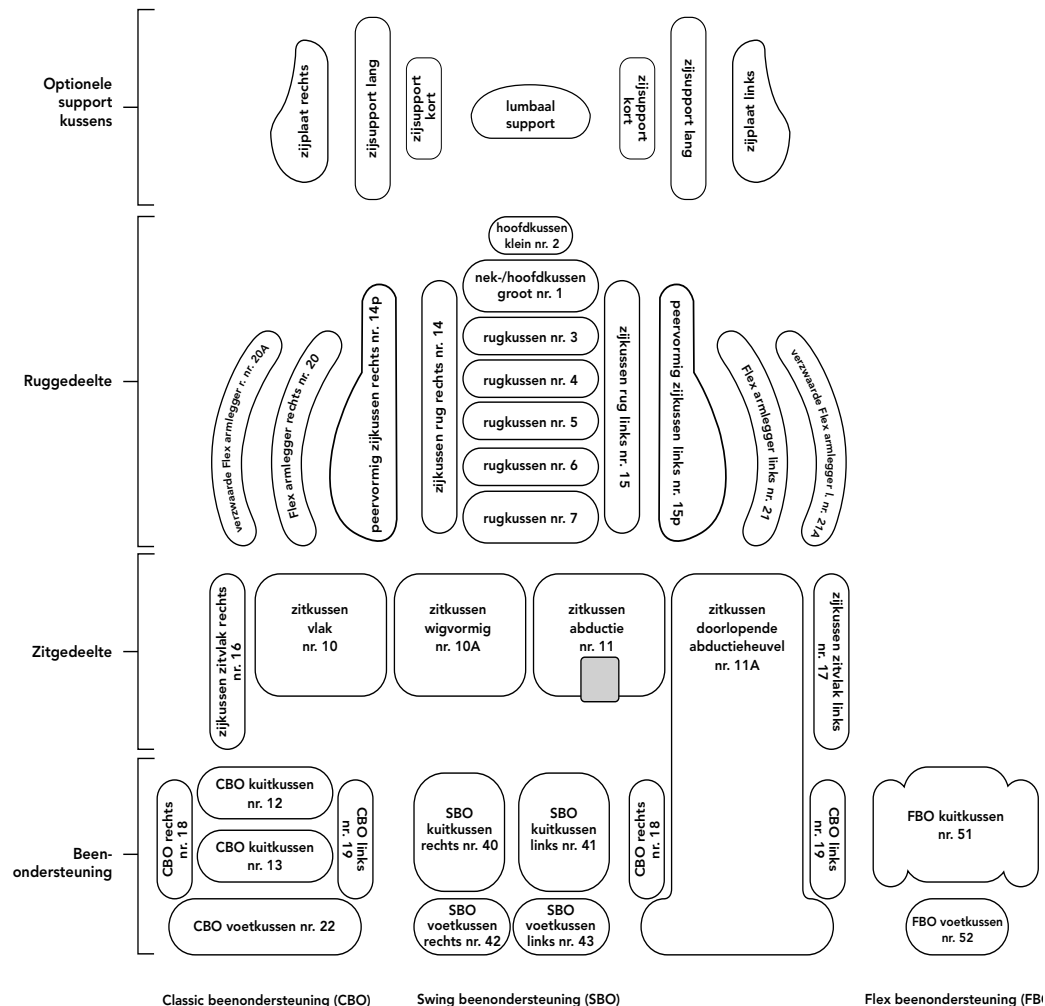 Optionele
support
kussens
zijplaat rechts
zijsupport lang
zijsupport
kort
lumbaal
support
zijsupport
kort
zijsupport lang
zijplaat links
Ruggedeelte
hoofdkussen
klein nr. 2
nek-/hoofdkussen
groot nr. 1
rugkussen nr. 3
rugkussen nr. 4
rugkussen nr. 5
rugkussen nr. 6
rugkussen nr. 7
verzwaarde Flex armlegger r. nr. 20A
Flex armlegger rechts nr. 20
peervormig zijkussen rechts nr. 14p
zijkussen rug rechts nr. 14
zijkussen rug links nr. 15
peervormig zijkussen links nr. 15p
Flex armlegger links nr. 21
verzwaarde Flex armlegger l. nr. 21A
Zitgedeelte
zijkussen zitvlak rechts
nr. 16
zitkussen
vlak
nr. 10
zitkussen
wigvormig
nr. 10A
zitkussen
abductie
nr. 11
zitkussen
doorlopende
abductieheuvel
nr. 11A
zijkussen zitvlak links
nr. 17
Been-
ondersteuning
CBO rechts
nr. 18
CBO kuitkussen
nr. 12
CBO kuitkussen
nr. 13
CBO links
nr. 19
CBO voetkussen nr. 22
SBO
kuitkussen
rechts nr. 40
SBO
kuitkussen
links nr. 41
SBO
voetkussen
rechts nr. 42
SBO
voetkussen
links nr. 43
CBO rechts
nr. 18
CBO links
nr. 19
FBO kuitkussen
nr. 51
FBO voetkussen
nr. 52
Classic beenondersteuning (CBO)
Swing beenondersteuning (SBO)
Flex beenondersteuning (FBO